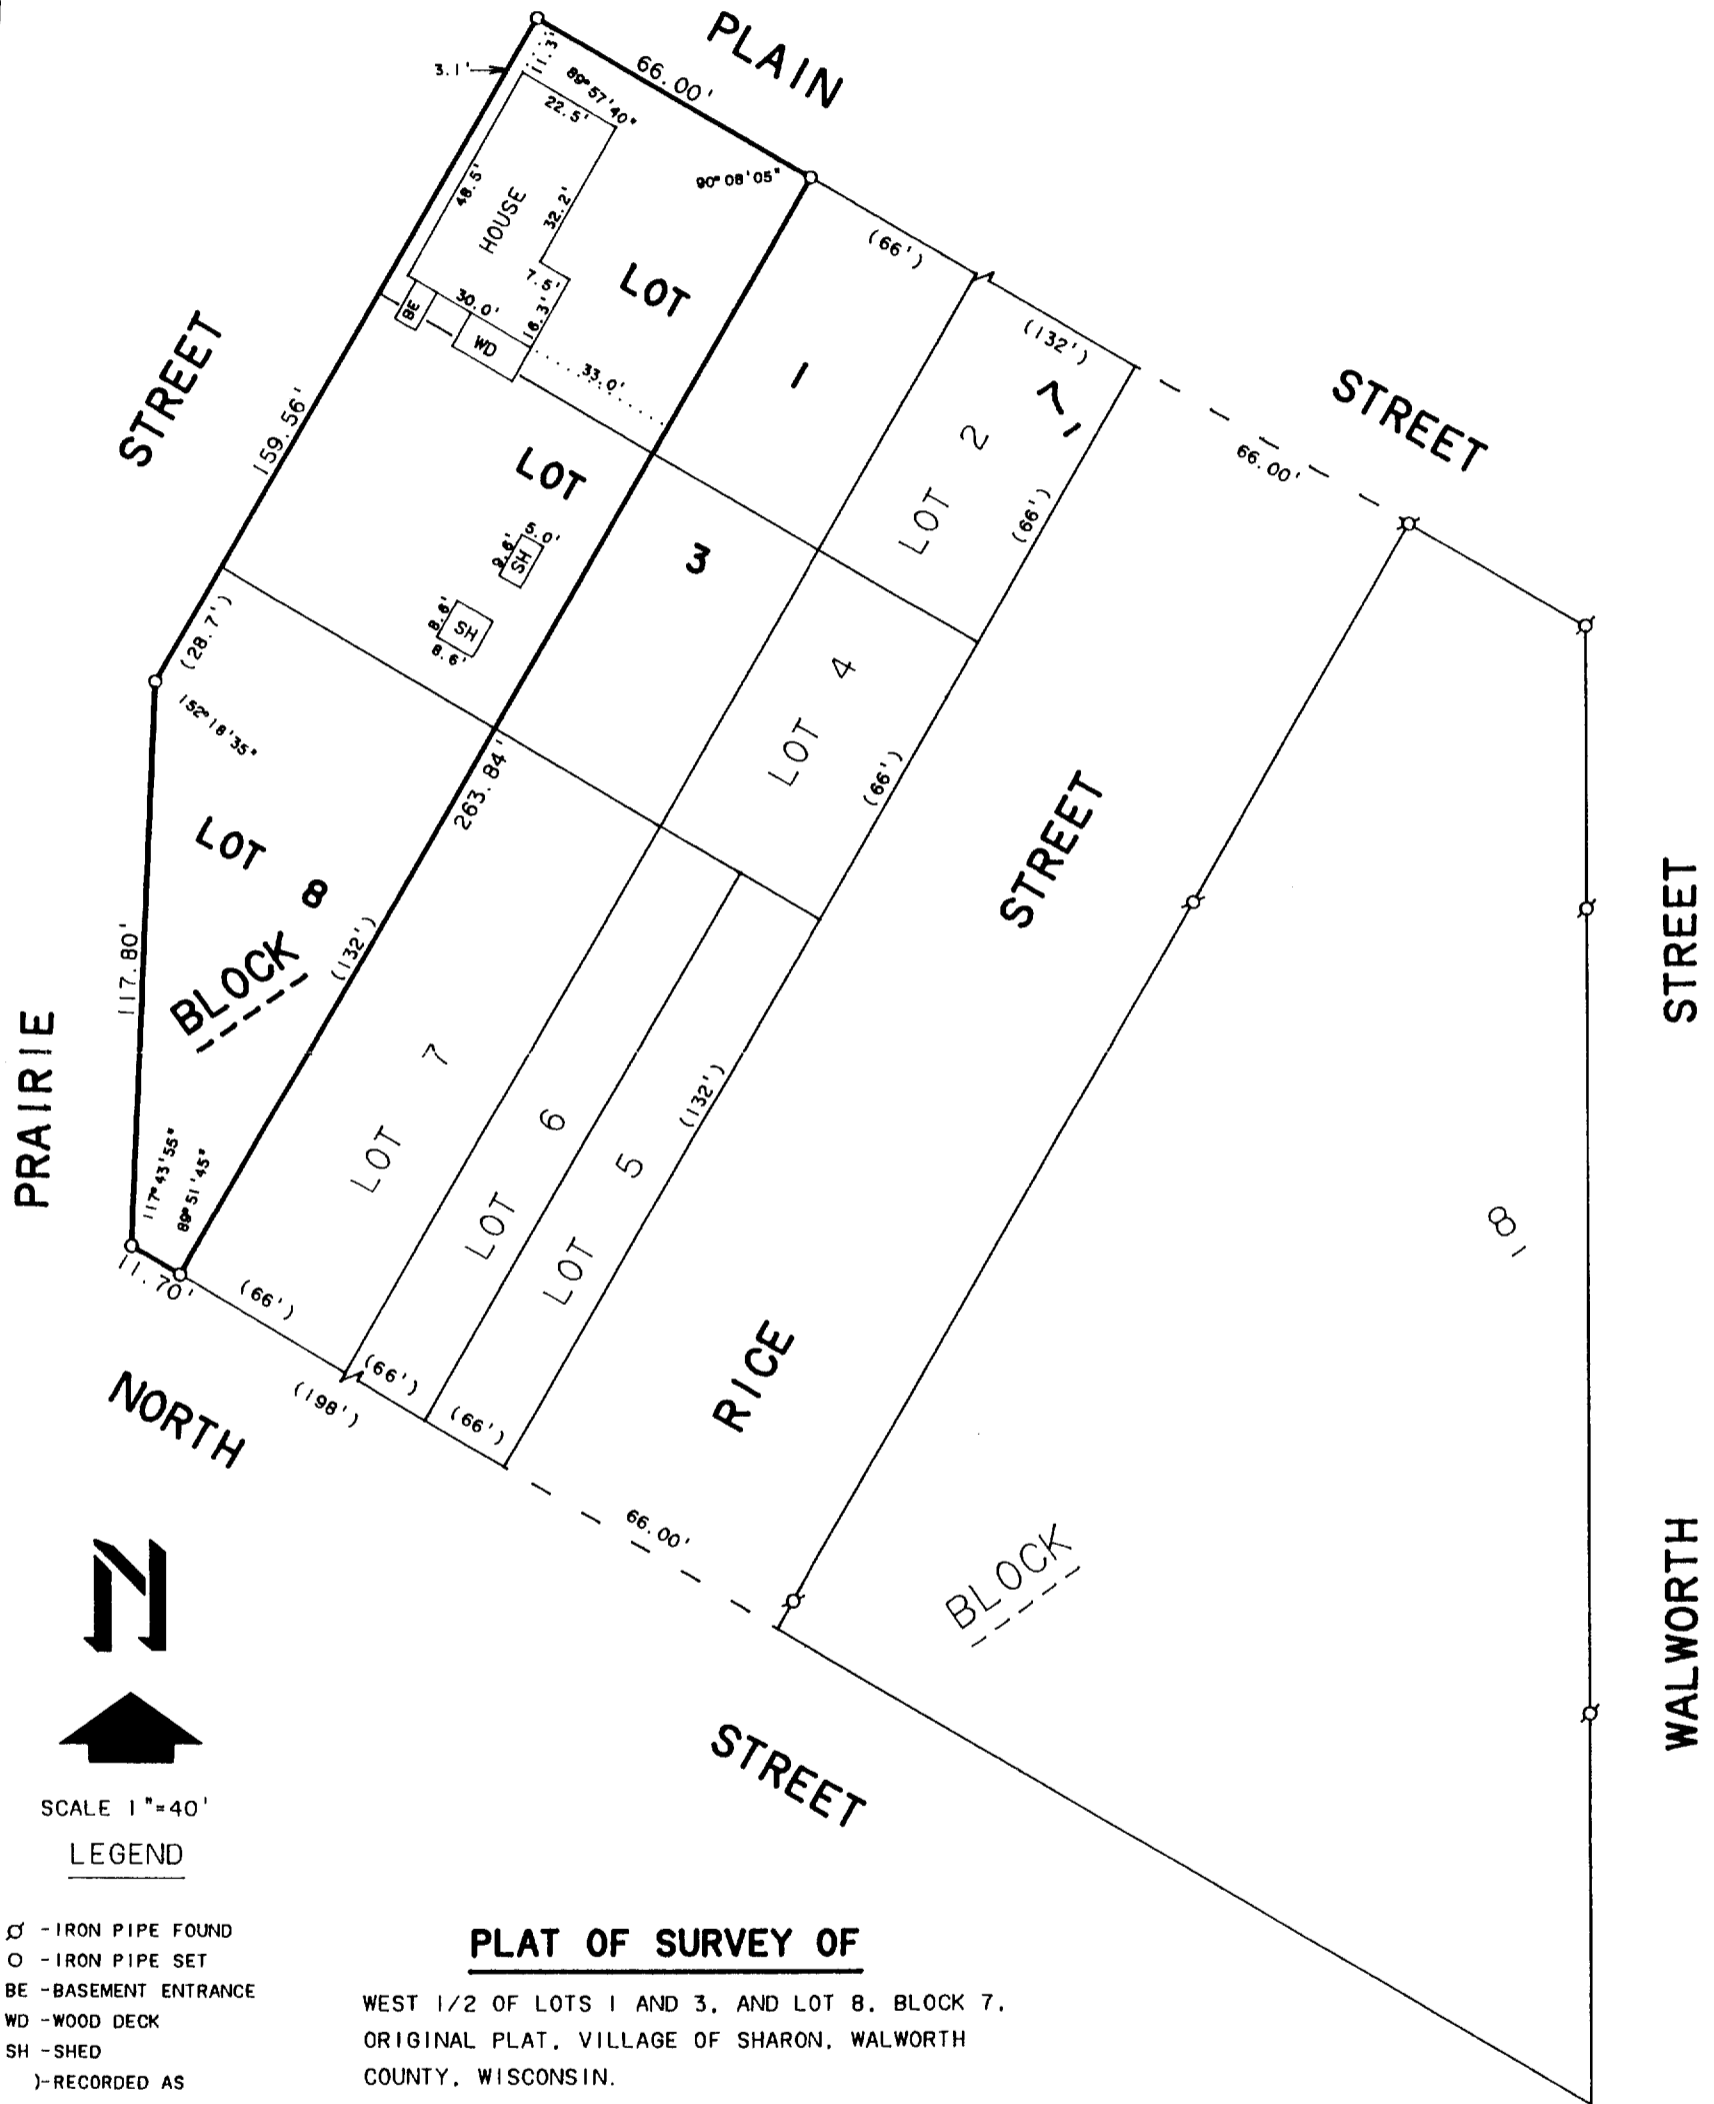 PLAIN
STREET
66.00'
11.3'
3.1'
89°57'40"
22.5'
90°08'05"
48.5'
HOUSE
32.2'
7.5'
30.0'
16.3'
BE
WD
33.0'
LOT
1
(66')
(132')
66.00'
STREET
159.56'
LOT
3
5.0'
9.6'
SH
8.6'
SH
8.6'
LOT 2
71
(66')
LOT 4
(66')
(28.7')
152°18'35"
263.84'
LOT 8
BLOCK
(132')
117.80'
PRAIRIE
117°43'55"
89°51'45"
11.70'
LOT 7
LOT 6
LOT 5
(132')
(66')
(66')
(66')
(198')
NORTH
STREET
RICE
STREET
66.00'
BLOCK
81
STREET
WALWORTH
N
SCALE 1"=40'
LEGEND
Ø -IRON PIPE FOUND
O -IRON PIPE SET
BE -BASEMENT ENTRANCE
WD -WOOD DECK
SH -SHED
)-RECORDED AS
PLAT OF SURVEY OF
WEST 1/2 OF LOTS 1 AND 3, AND LOT 8, BLOCK 7,
ORIGINAL PLAT, VILLAGE OF SHARON, WALWORTH
COUNTY, WISCONSIN.